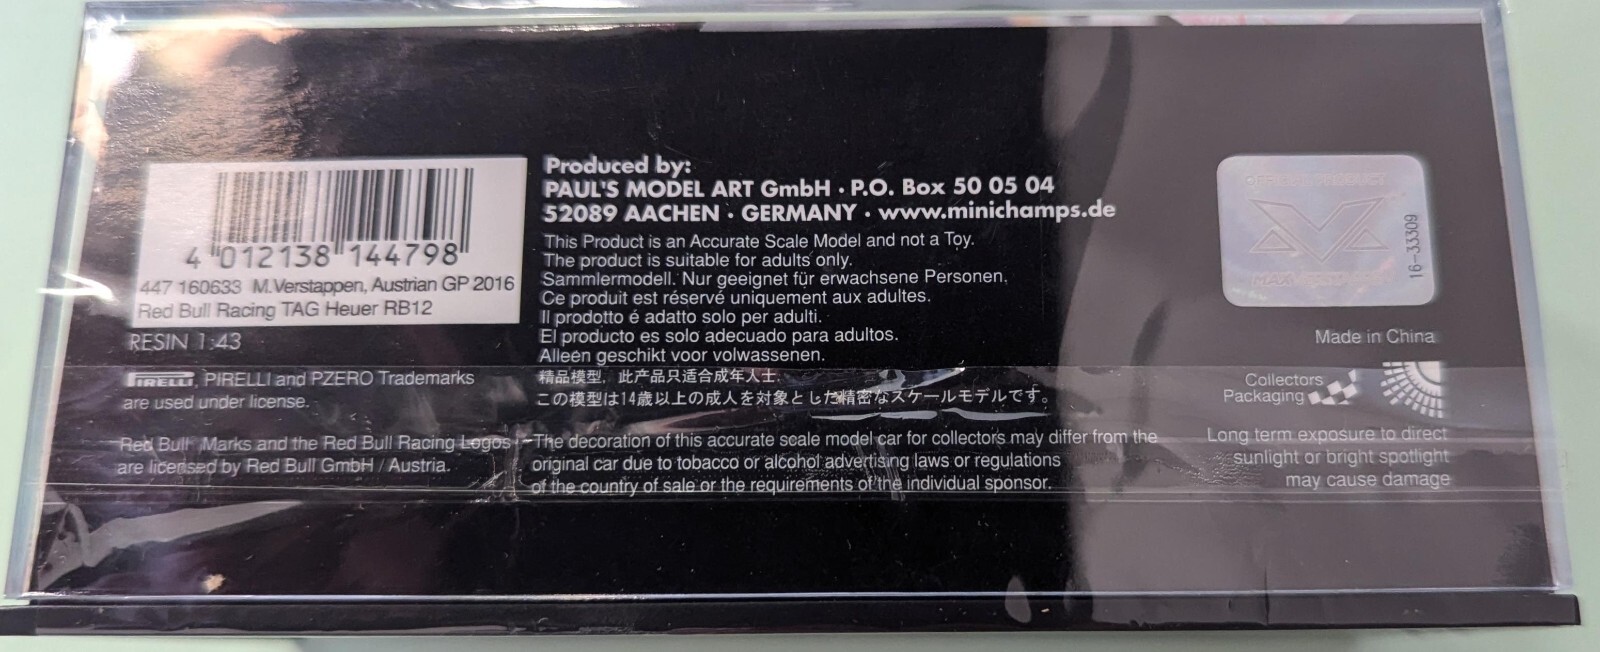 4 012138 144798
447 160633 M.Verstappen, Austrian GP 2016
Red Bull Racing TAG Heuer RB12
RESIN 1:43
PIRELLI, PIRELLI and PZERO Trademarks
are used under license.
Red Bull Marks and the Red Bull Racing Logos
are licensed by Red Bull GmbH / Austria.
Produced by:
PAUL'S MODEL ART GmbH · P.O. Box 50 05 04
52089 AACHEN · GERMANY · www.minichamps.de
This Product is an Accurate Scale Model and not a Toy.
The product is suitable for adults only.
Sammlermodell. Nur geeignet für erwachsene Personen.
Ce produit est réservé uniquement aux adultes.
Il prodotto é adatto solo per adulti.
El producto es solo adecuado para adultos.
Alleen geschikt voor volwassenen.
精品模型，此产品只适合成年人士.
この模型は14歳以上の成人を対象とした精密なスケールモデルです。
The decoration of this accurate scale model car for collectors may differ from the
original car due to tobacco or alcohol advertising laws or regulations
of the country of sale or the requirements of the individual sponsor.
OFFICIAL PRODUCT
16-33309
Made in China
Collectors
Packaging
Long term exposure to direct
sunlight or bright spotlight
may cause damage